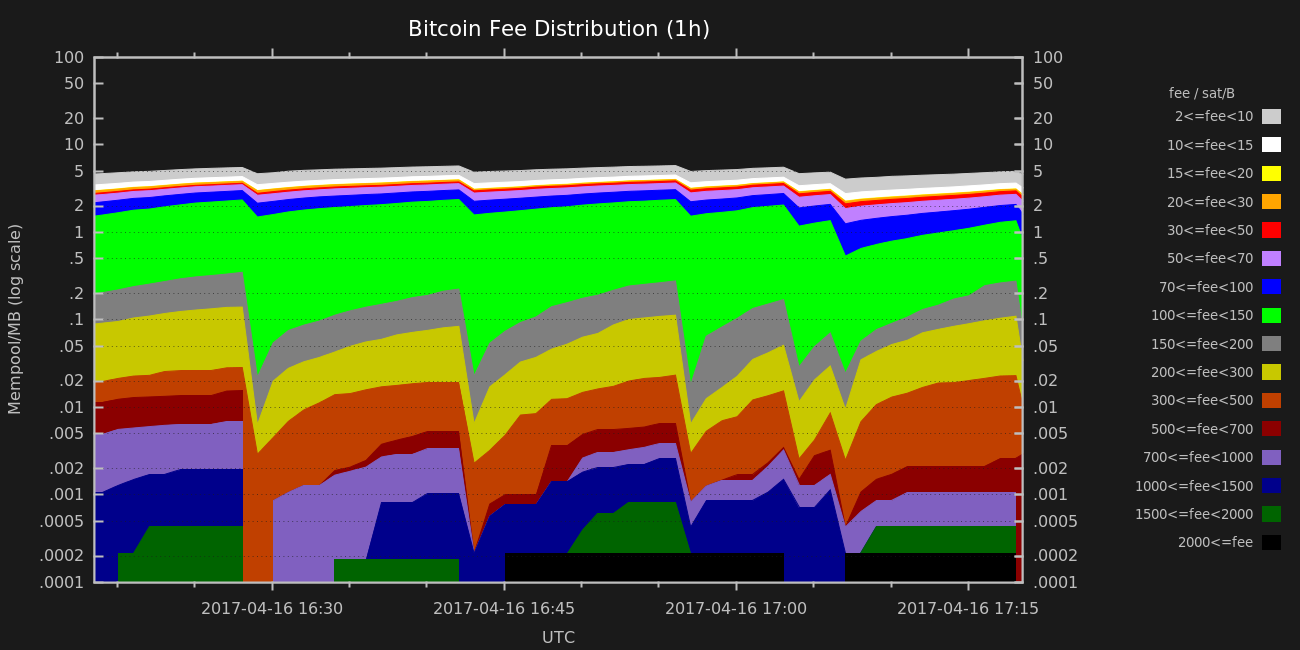 Bitcoin Fee Distribution (1h)
100
50
20
10
5
2
1
.5
.2
.1
.05
.02
.01
.005
.002
.001
.0005
.0002
.0001
Mempool/MB (log scale)
100
50
20
10
5
2
1
.5
.2
.1
.05
.02
.01
.005
.002
.001
.0005
.0002
.0001
2017-04-16 16:30
2017-04-16 16:45
2017-04-16 17:00
2017-04-16 17:15
UTC
fee / sat/B
2<=fee<10
10<=fee<15
15<=fee<20
20<=fee<30
30<=fee<50
50<=fee<70
70<=fee<100
100<=fee<150
150<=fee<200
200<=fee<300
300<=fee<500
500<=fee<700
700<=fee<1000
1000<=fee<1500
1500<=fee<2000
2000<=fee